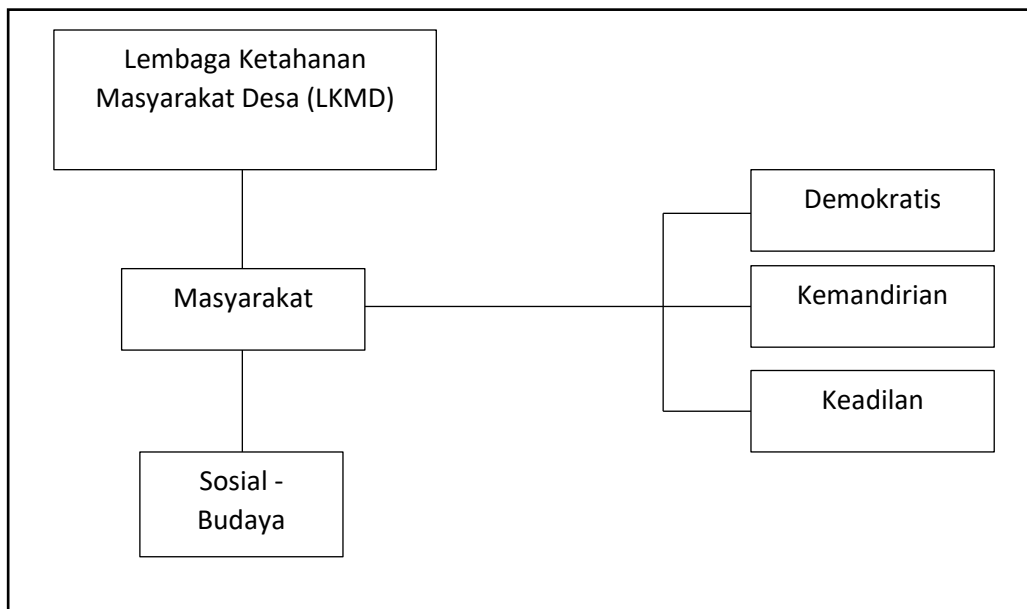 Lembaga Ketahanan
Masyarakat Desa (LKMD)
Demokratis
Masyarakat
Kemandirian
Keadilan
Sosial -
Budaya